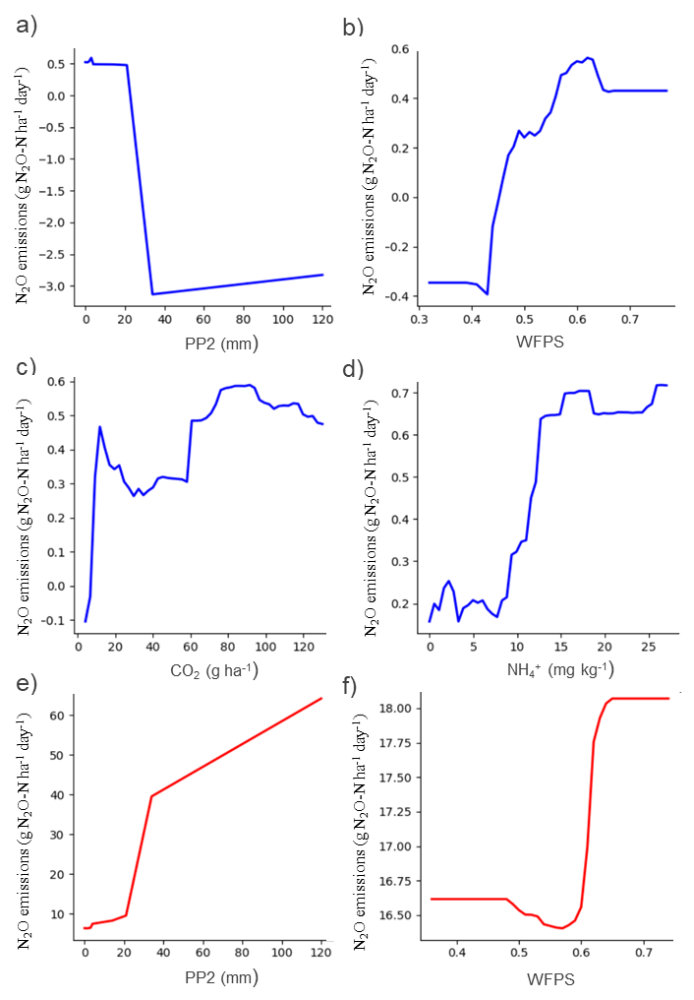 a)
N₂O emissions (g N₂O-N ha⁻¹ day⁻¹)
0.5
0.0
−0.5
−1.0
−1.5
−2.0
−2.5
−3.0
0 20 40 60 80 100 120
PP2 (mm)
b)
N₂O emissions (g N₂O-N ha⁻¹ day⁻¹)
0.6
0.4
0.2
0.0
−0.2
−0.4
0.3 0.4 0.5 0.6 0.7
WFPS
c)
N₂O emissions (g N₂O-N ha⁻¹ day⁻¹)
0.6
0.5
0.4
0.3
0.2
0.1
0.0
−0.1
0 20 40 60 80 100 120
CO₂ (g ha⁻¹)
d)
N₂O emissions (g N₂O-N ha⁻¹ day⁻¹)
0.7
0.6
0.5
0.4
0.3
0.2
0 5 10 15 20 25
NH₄⁺ (mg kg⁻¹)
e)
N₂O emissions (g N₂O-N ha⁻¹ day⁻¹)
60
50
40
30
20
10
0 20 40 60 80 100 120
PP2 (mm)
f)
N₂O emissions (g N₂O-N ha⁻¹ day⁻¹)
18.00
17.75
17.50
17.25
17.00
16.75
16.50
0.4 0.5 0.6 0.7
WFPS